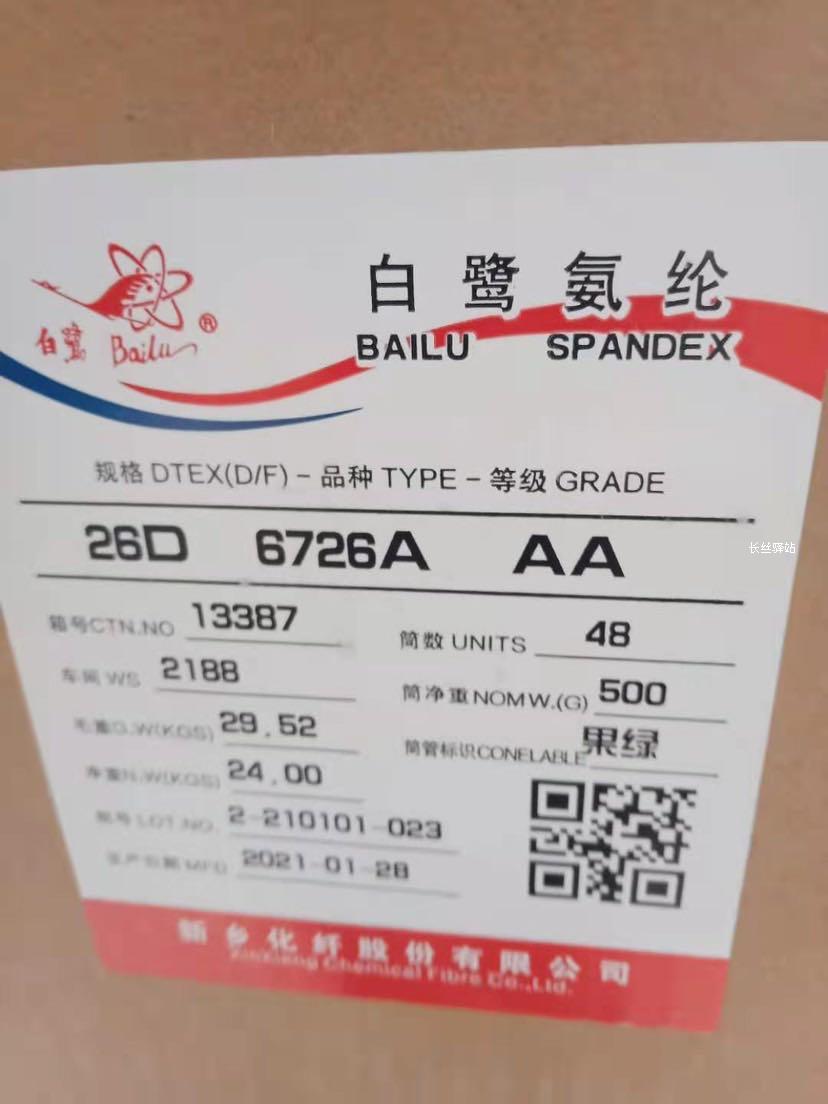 白鹭 Bailu ®
白鹭氨纶
BAILU SPANDEX
规格 DTEX(D/F) - 品种 TYPE - 等级 GRADE
26D 6726A AA
长丝驿站
箱号CTN.NO 13387
筒数 UNITS 48
车间 WS 2188
筒净重NOMW.(G) 500
毛重G.W(KGS) 29.52
筒管标识CONELABLE 果绿
净重N.W(KGS) 24.00
批号 LOT.NO. 2-210101-023
生产日期 MFD 2021-01-28
新乡化纤股份有限公司
Xinxiang Chemical Fibre Co.,Ltd.